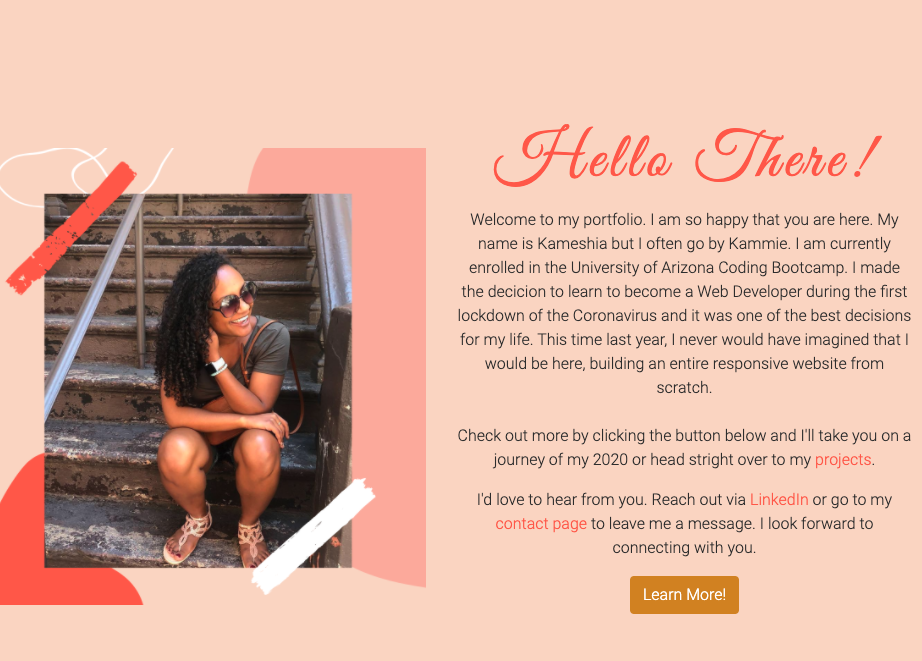 Hello There!
Welcome to my portfolio. I am so happy that you are here. My
name is Kameshia but I often go by Kammie. I am currently
enrolled in the University of Arizona Coding Bootcamp. I made
the decicion to learn to become a Web Developer during the first
lockdown of the Coronavirus and it was one of the best decisions
for my life. This time last year, I never would have imagined that I
would be here, building an entire responsive website from
scratch.
Check out more by clicking the button below and I'll take you on a
journey of my 2020 or head stright over to my projects.
I'd love to hear from you. Reach out via LinkedIn or go to my
contact page to leave me a message. I look forward to
connecting with you.
Learn More!